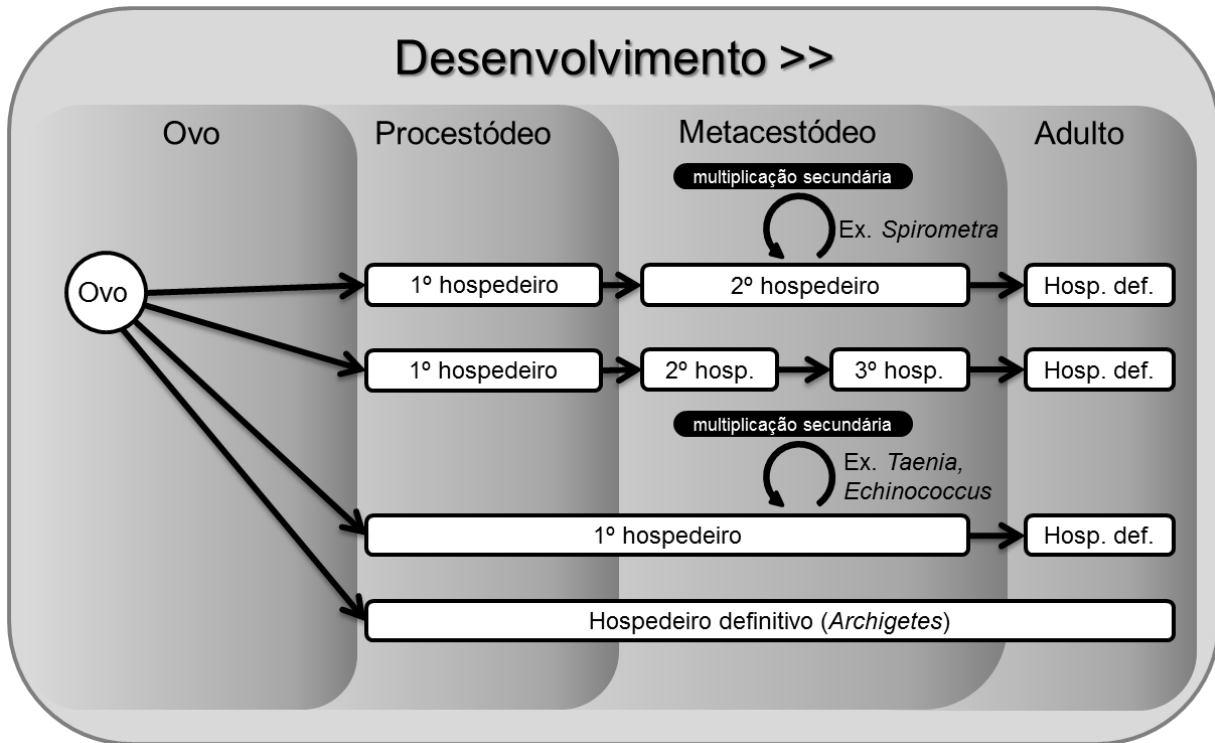 Desenvolvimento >>
Ovo
Procestódeo
Metacestódeo
Adulto
multiplicação secundária
Ex. Spirometra
Ovo
1º hospedeiro
2º hospedeiro
Hosp. def.
1º hospedeiro
2º hosp.
3º hosp.
Hosp. def.
multiplicação secundária
Ex. Taenia,
Echinococcus
1º hospedeiro
Hosp. def.
Hospedeiro definitivo (Archigetes)